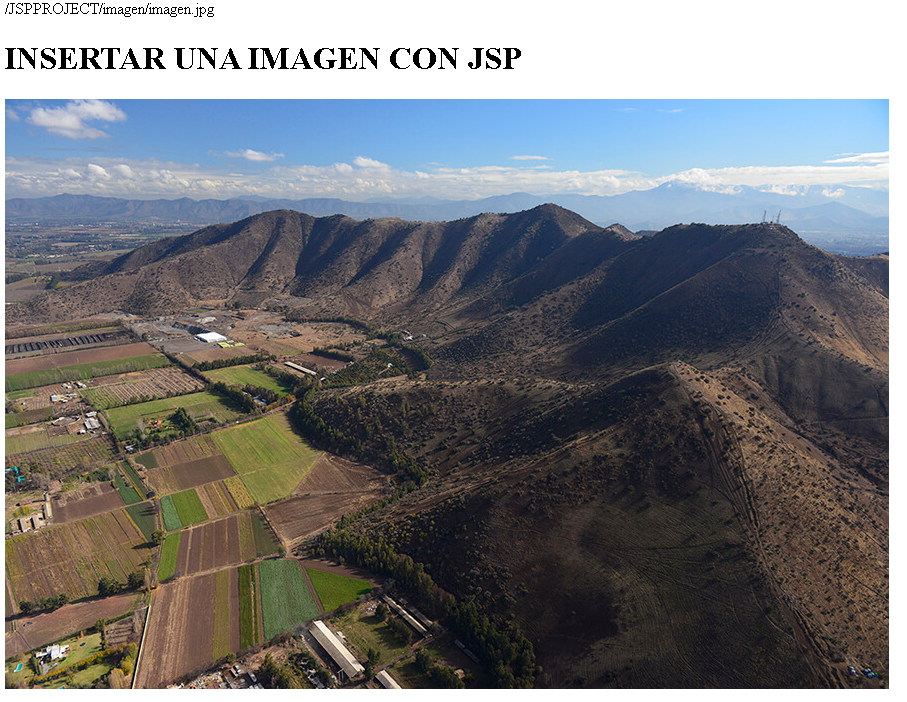 /JSPPROJECT/imagen/imagen.jpg
INSERTAR UNA IMAGEN CON JSP